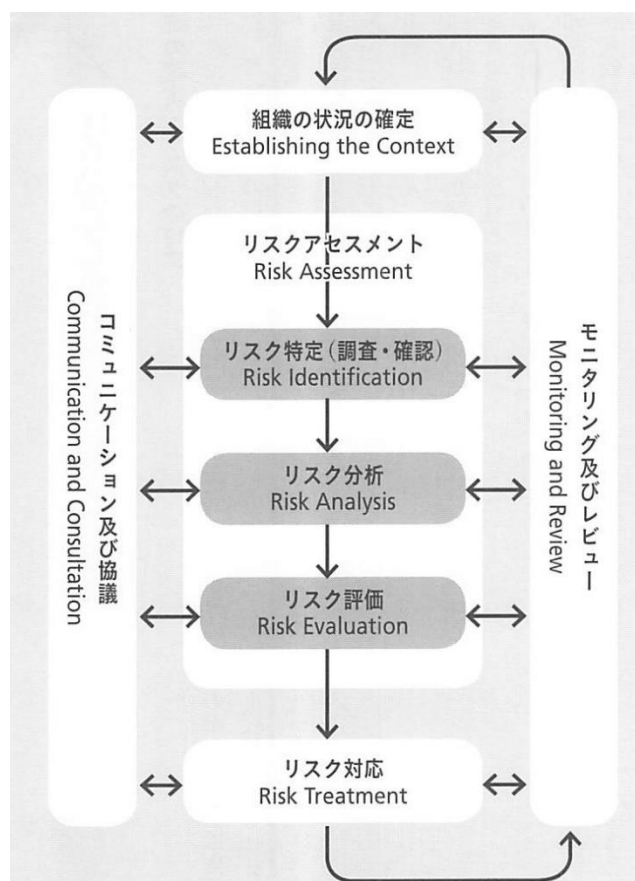 組織の状況の確定
Establishing the Context
リスクアセスメント
Risk Assessment
リスク特定(調査・確認)
Risk Identification
リスク分析
Risk Analysis
リスク評価
Risk Evaluation
リスク対応
Risk Treatment
コミュニケーション及び協議
Communication and Consultation
モニタリング及びレビュー
Monitoring and Review